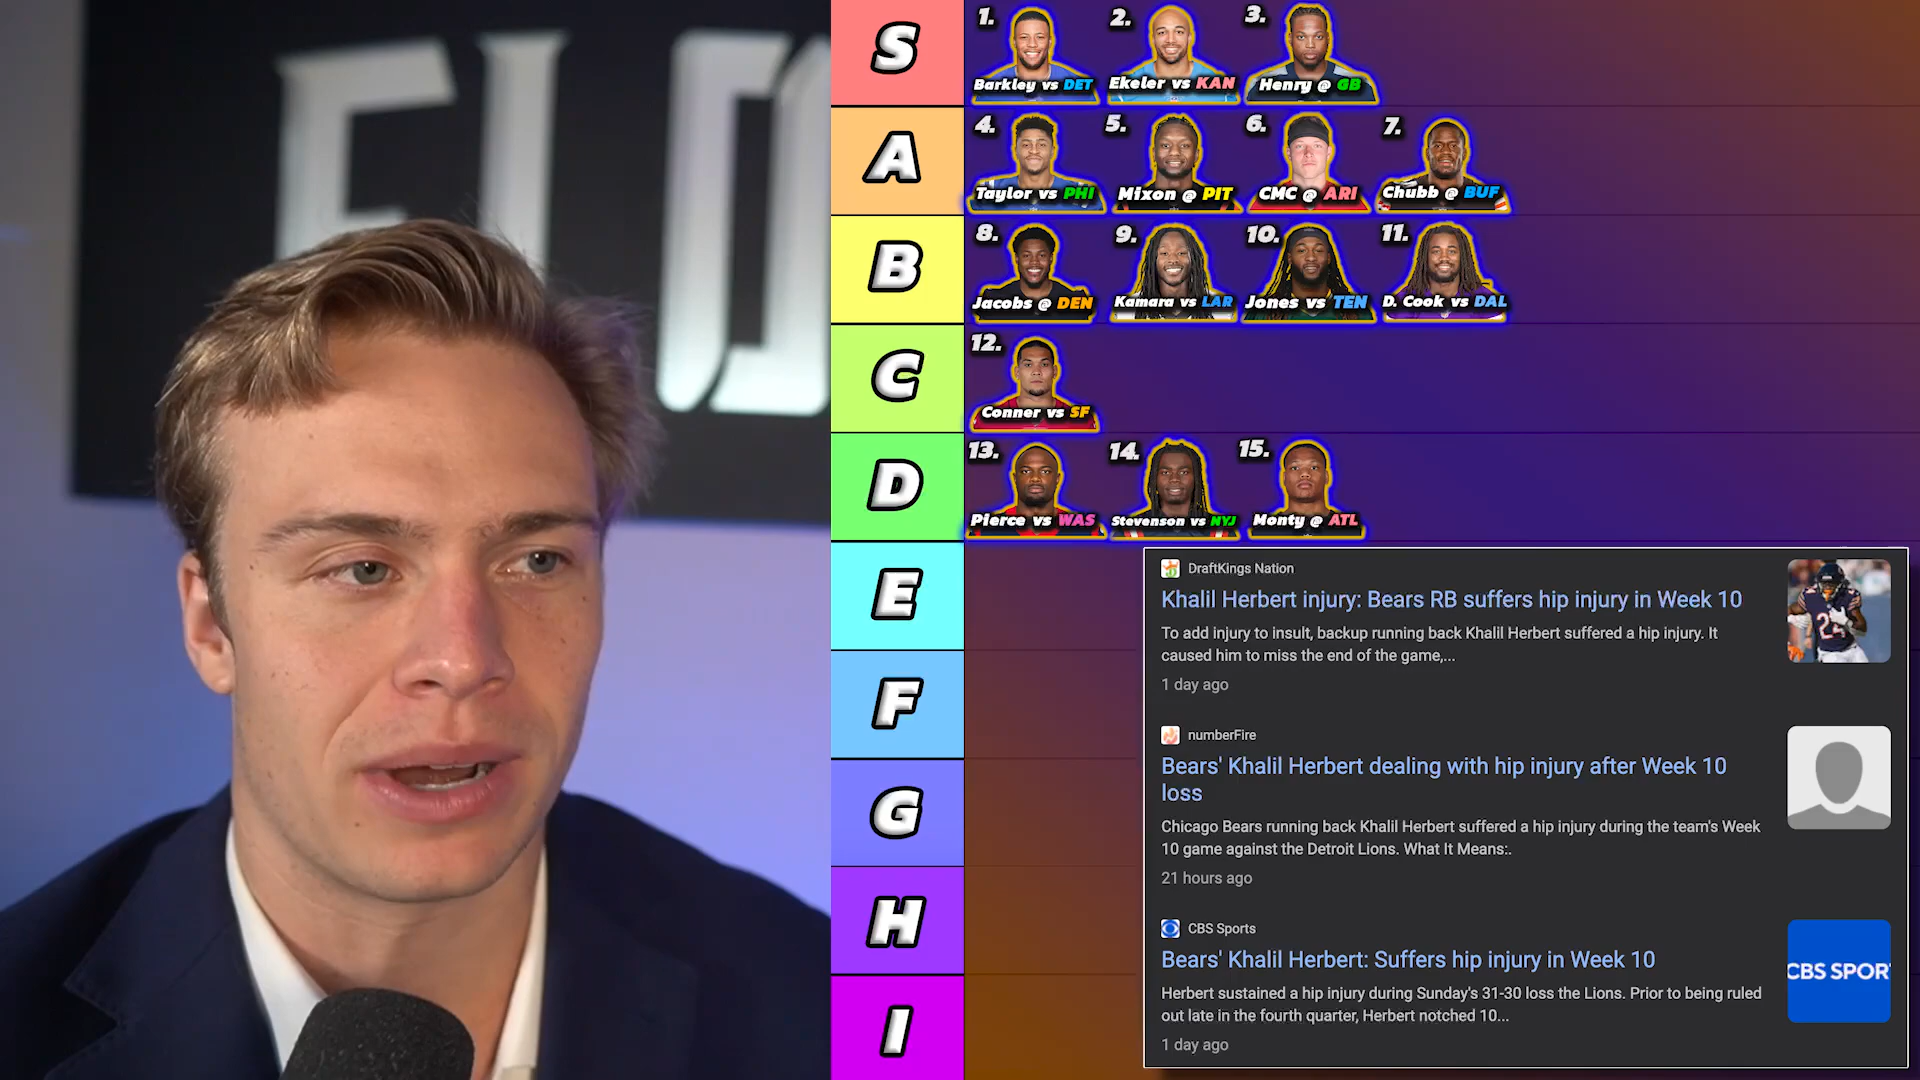 FLO
S
1.
Barkley vs DET
2.
Ekeler vs KAN
3.
Henry @ GB
A
4.
Taylor vs PHI
5.
Mixon @ PIT
6.
CMC @ ARI
7.
Chubb @ BUF
B
8.
Jacobs @ DEN
9.
Kamara vs LAR
10.
Jones vs TEN
11.
D. Cook vs DAL
C
12.
Conner vs SF
D
13.
Pierce vs WAS
14.
Stevenson vs NYJ
15.
Monty @ ATL
E
F
G
H
I
DraftKings Nation
Khalil Herbert injury: Bears RB suffers hip injury in Week 10
To add injury to insult, backup running back Khalil Herbert suffered a hip injury. It
caused him to miss the end of the game,...
1 day ago
numberFire
Bears' Khalil Herbert dealing with hip injury after Week 10
loss
Chicago Bears running back Khalil Herbert suffered a hip injury during the team's Week
10 game against the Detroit Lions. What It Means:.
21 hours ago
CBS Sports
Bears' Khalil Herbert: Suffers hip injury in Week 10
Herbert sustained a hip injury during Sunday's 31-30 loss the Lions. Prior to being ruled
out late in the fourth quarter, Herbert notched 10...
1 day ago
CBS SPOR